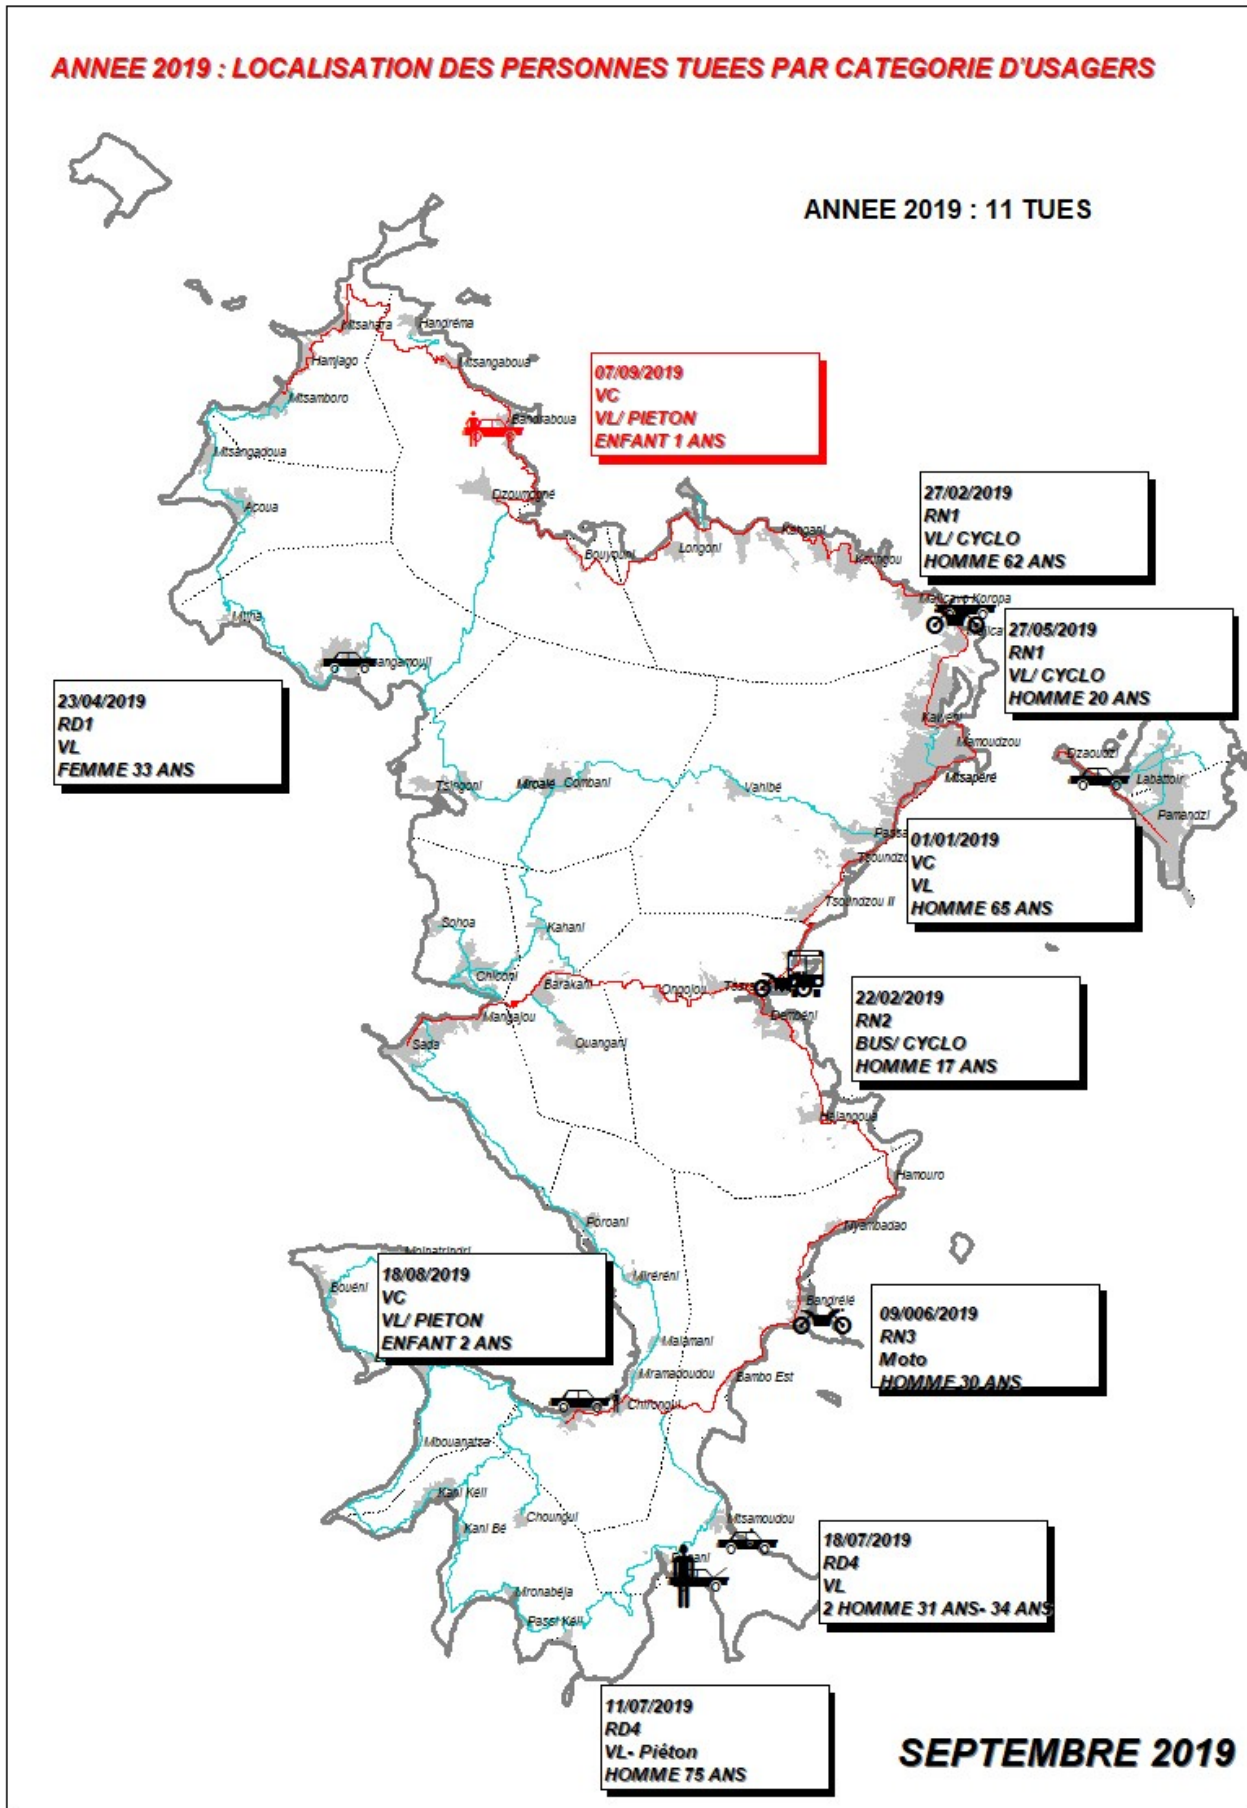 ANNEE 2019 : LOCALISATION DES PERSONNES TUEES PAR CATEGORIE D'USAGERS
ANNEE 2019 : 11 TUES
Mtsahara
Handréma
Hamjago
Mtsangaboua
Mtsamboro
07/09/2019
VC
VL/ PIETON
ENFANT 1 ANS
Bandraboua
Mtsangadoua
Acoua
Dzoumogné
27/02/2019
RN1
VL/ CYCLO
HOMME 62 ANS
Bouyouni
Longoni
Kangani
Koungou
Majicavo Koropa
Mtjha
27/05/2019
RN1
VL/ CYCLO
HOMME 20 ANS
23/04/2019
RD1
VL
FEMME 33 ANS
Kawéni
Mamoudzou
Mtsapéré
Dzaoudzi
Labattoir
Pamandzi
Tsingoni
Mroalé
Combani
Vahibé
01/01/2019
VC
VL
HOMME 65 ANS
Tsoundzou II
Sohoa
Kahani
Chiconi
Barakani
Ongojou
Mangajou
Sada
Ouangani
Dembéni
22/02/2019
RN2
BUS/ CYCLO
HOMME 17 ANS
Hajangoua
Hamouro
Nyambadao
Poroani
18/08/2019
VC
VL/ PIETON
ENFANT 2 ANS
Bouéni
Miréréni
Bandrélé
09/006/2019
RN3
Moto
HOMME 30 ANS
Malamani
Mramadoudou
Bambo Est
Chirongui
Mbouanatsa
Kani Kéli
Kani Bé
Choungui
Mtsamoudou
18/07/2019
RD4
VL
2 HOMME 31 ANS- 34 ANS
Mronabéja
Passi Kéli
11/07/2019
RD4
VL- Piéton
HOMME 75 ANS
SEPTEMBRE 2019